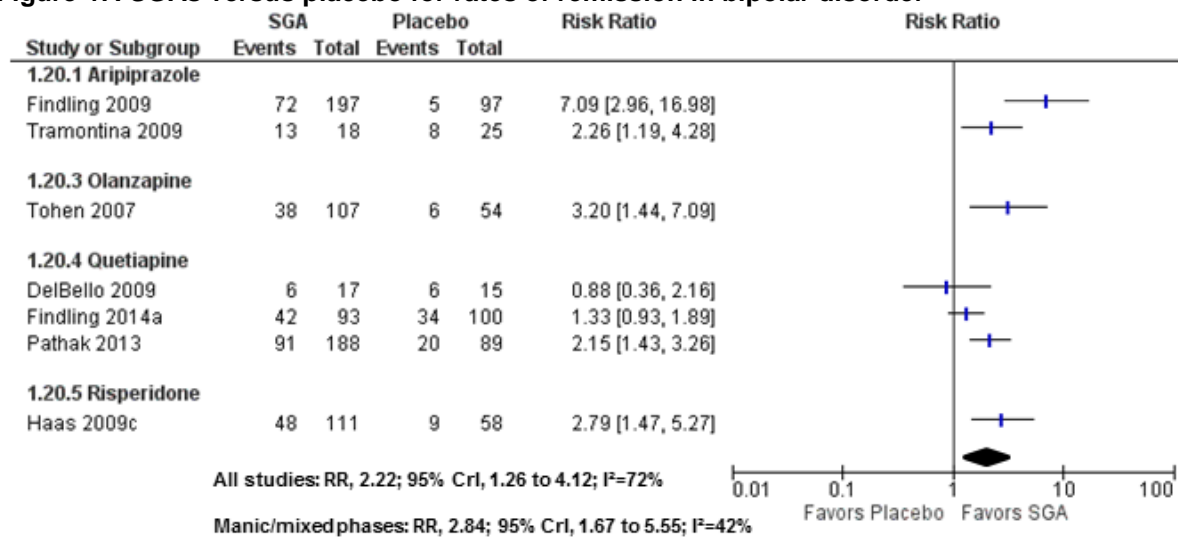 SGA Placebo Risk Ratio Risk Ratio
Study or Subgroup Events Total Events Total
1.20.1 Aripiprazole
Findling 2009 72 197 5 97 7.09 [2.96, 16.98]
Tramontina 2009 13 18 8 25 2.26 [1.19, 4.28]
1.20.3 Olanzapine
Tohen 2007 38 107 6 54 3.20 [1.44, 7.09]
1.20.4 Quetiapine
DelBello 2009 6 17 6 15 0.88 [0.36, 2.16]
Findling 2014a 42 93 34 100 1.33 [0.93, 1.89]
Pathak 2013 91 188 20 89 2.15 [1.43, 3.26]
1.20.5 Risperidone
Haas 2009c 48 111 9 58 2.79 [1.47, 5.27]
All studies: RR, 2.22; 95% CrI, 1.26 to 4.12; I²=72%
0.01 0.1 1 10 100
Favors Placebo Favors SGA
Manic/mixed phases: RR, 2.84; 95% CrI, 1.67 to 5.55; I²=42%